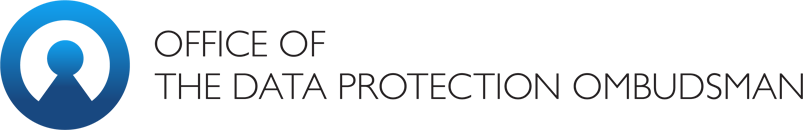 OFFICE OF
THE DATA PROTECTION OMBUDSMAN